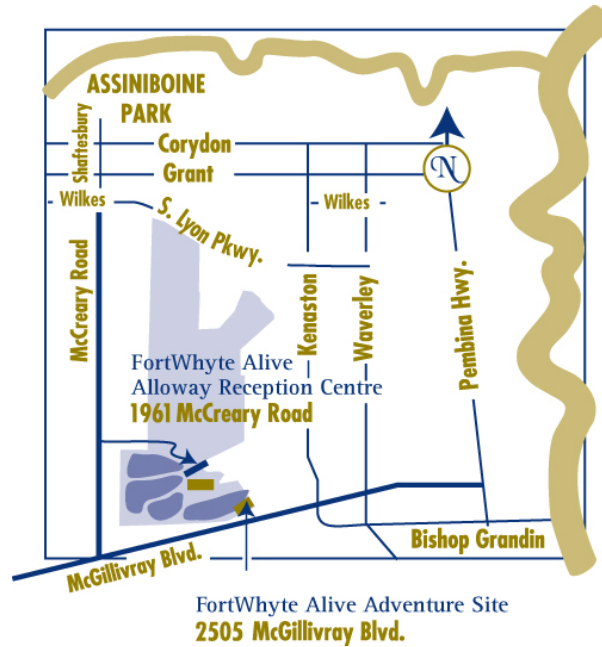 ASSINIBOINE
PARK
Shaftesbury
Corydon
Grant
N
Wilkes
S. Lyon Pkwy.
Wilkes
McCreary Road
Kenaston
Waverley
Pembina Hwy.
FortWhyte Alive
Alloway Reception Centre
1961 McCreary Road
Bishop Grandin
McGillivray Blvd.
FortWhyte Alive Adventure Site
2505 McGillivray Blvd.